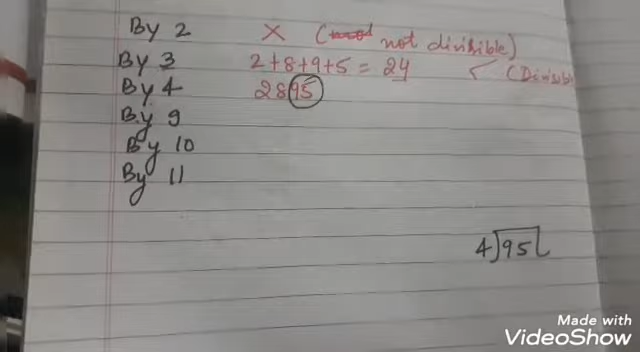 By 2 × (not divisible)
By 3 2+8+9+5 = 24 (Divisib
By 4 2895
By 9
By 10
By 11
4)95(
Made with
VideoShow